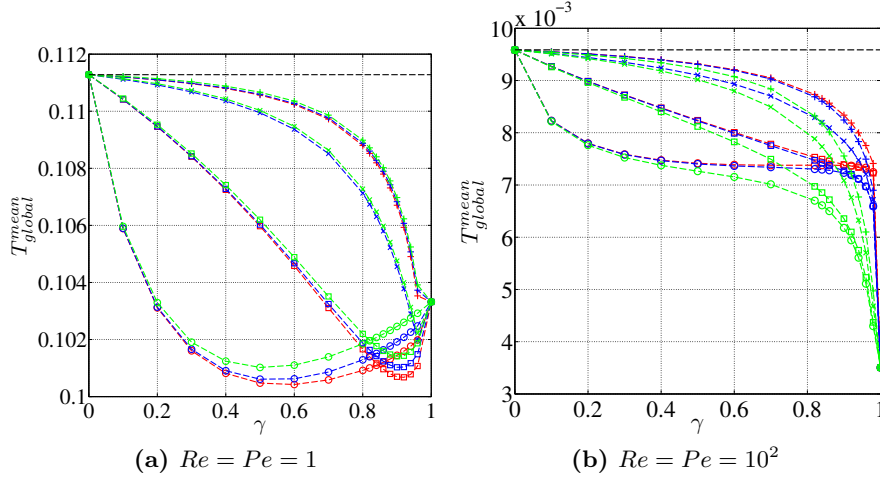 0.112
0.11
0.108
0.106
0.104
0.102
0.1
0 0.2 0.4 0.6 0.8 1
T^{mean}_{global}
γ
(a) Re = Pe = 1
10 x 10^{-3}
9
8
7
6
5
4
3
0 0.2 0.4 0.6 0.8 1
T^{mean}_{global}
γ
(b) Re = Pe = 10^2